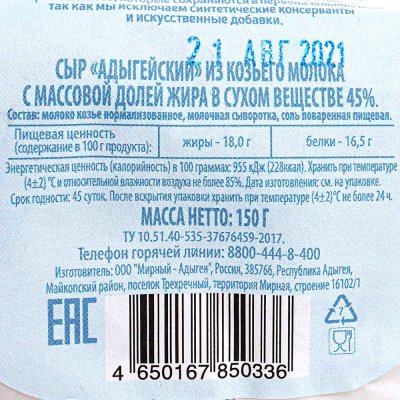 так как мы исключаем синтетические консерванты
и искусственные добавки.
21 АВГ 2021
СЫР «АДЫГЕЙСКИЙ» ИЗ КОЗЬЕГО МОЛОКА
С МАССОВОЙ ДОЛЕЙ ЖИРА В СУХОМ ВЕЩЕСТВЕ 45%.
Состав: молоко козье нормализованное, молочная сыворотка, соль поваренная пищевая.
Пищевая ценность
(содержание в 100 г продукта):
жиры - 18,0 г
белки - 16,5 г
Энергетическая ценность (калорийность) в 100 граммах: 955 кДж (228ккал). Хранить при температуре
(4±2) °C и относительной влажности воздуха не более 85%. Дата изготовления: см. на упаковке.
Срок годности: 45 суток. После вскрытия упаковки хранить при температуре (4±2)°C не более 24 ч.
МАССА НЕТТО: 150 Г
ТУ 10.51.40-535-37676459-2017.
Телефон горячей линии: 8800-444-8-400
Изготовитель: ООО "Мирный - Адыгея", Россия, 385766, Республика Адыгея,
Майкопский район, поселок Трехречный, территория Мирная, строение 16102/1
EAC
7
4 650167 850336